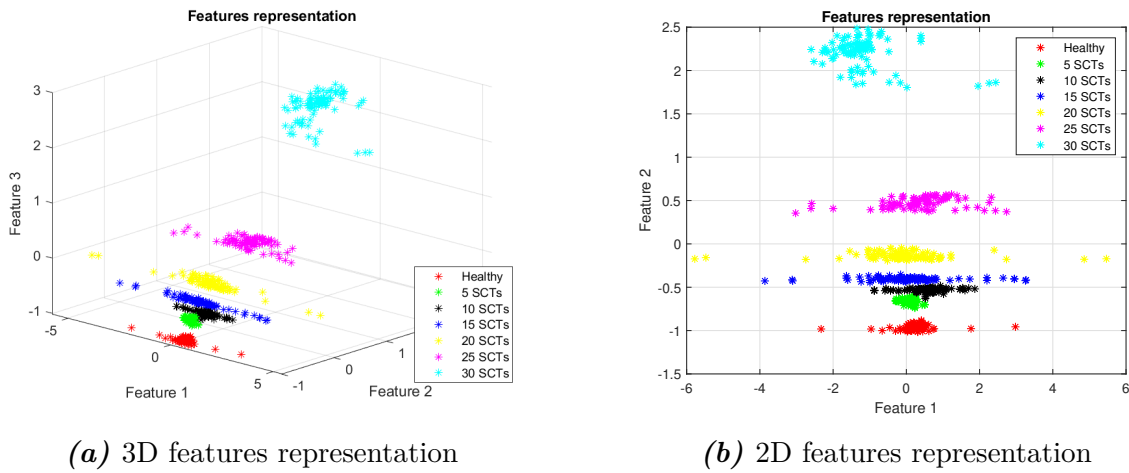 Features representation
3
2
1
0
-1
Feature 3
-5
0
5
Feature 1
-1
0
1
Feature 2
Healthy
5 SCTs
10 SCTs
15 SCTs
20 SCTs
25 SCTs
30 SCTs
(a) 3D features representation
Features representation
2.5
2
1.5
1
0.5
0
-0.5
-1
-1.5
Feature 2
-6
-4
-2
0
2
4
6
Feature 1
Healthy
5 SCTs
10 SCTs
15 SCTs
20 SCTs
25 SCTs
30 SCTs
(b) 2D features representation